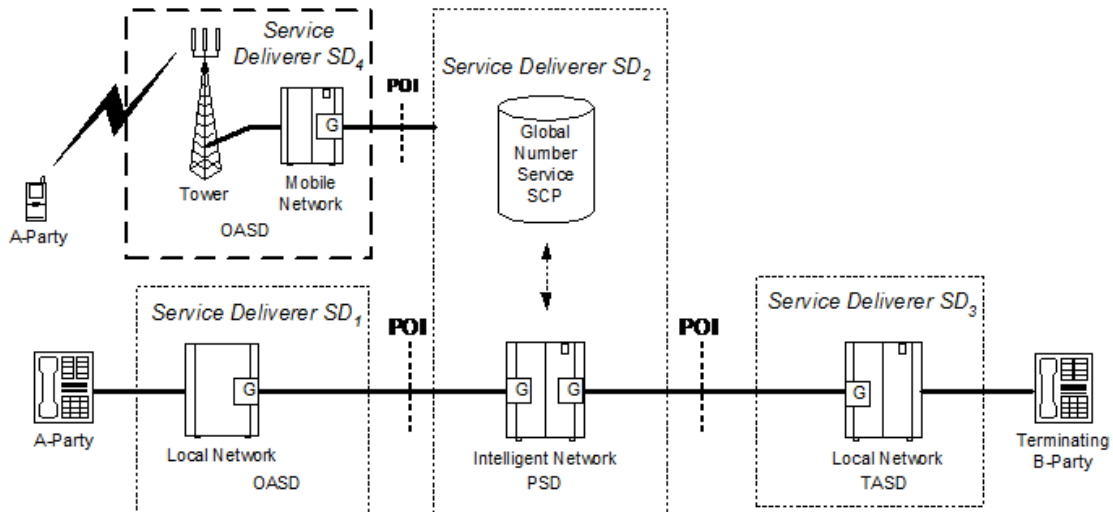 Service
Deliverer SD4
POI
Service Deliverer SD2
G
Global
Number
Service
SCP
Tower
Mobile
Network
OASD
A-Party
Service Deliverer SD1
POI
POI
Service Deliverer SD3
G
G
G
G
A-Party
Local Network
OASD
Intelligent Network
PSD
Local Network
TASD
Terminating
B-Party